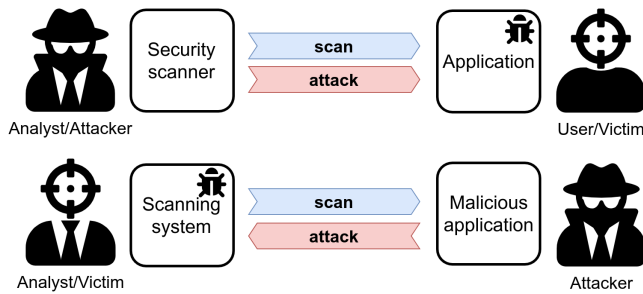 Security
scanner
scan
attack
Application
Analyst/Attacker
User/Victim
Scanning
system
scan
attack
Malicious
application
Analyst/Victim
Attacker